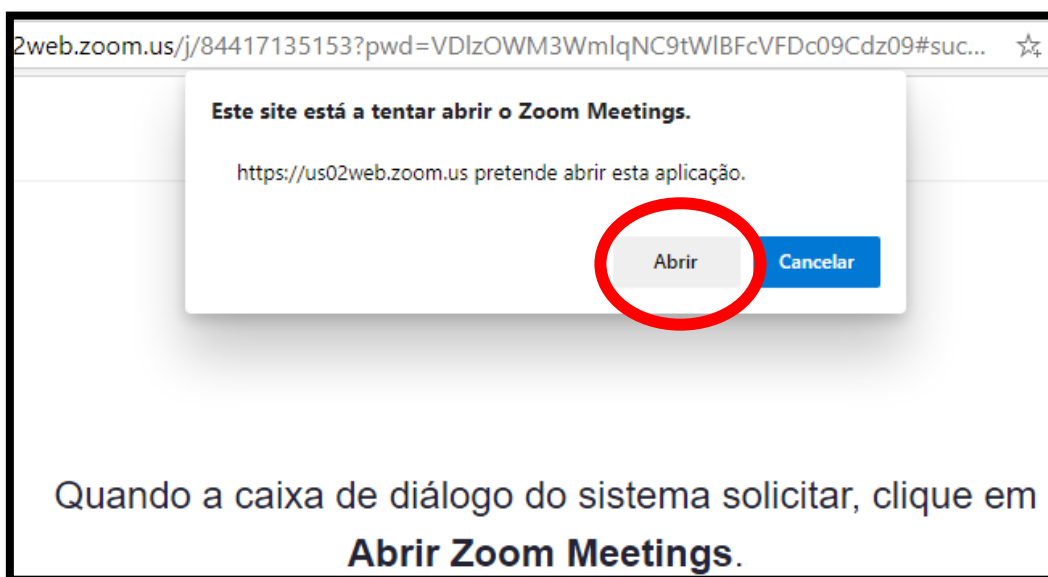 2web.zoom.us/j/84417135153?pwd=VDlzOWM3WmlqNC9tWlBFcVFDc09Cdz09#suc...
Este site está a tentar abrir o Zoom Meetings.
https://us02web.zoom.us pretende abrir esta aplicação.
Abrir Cancelar
Quando a caixa de diálogo do sistema solicitar, clique em
Abrir Zoom Meetings.